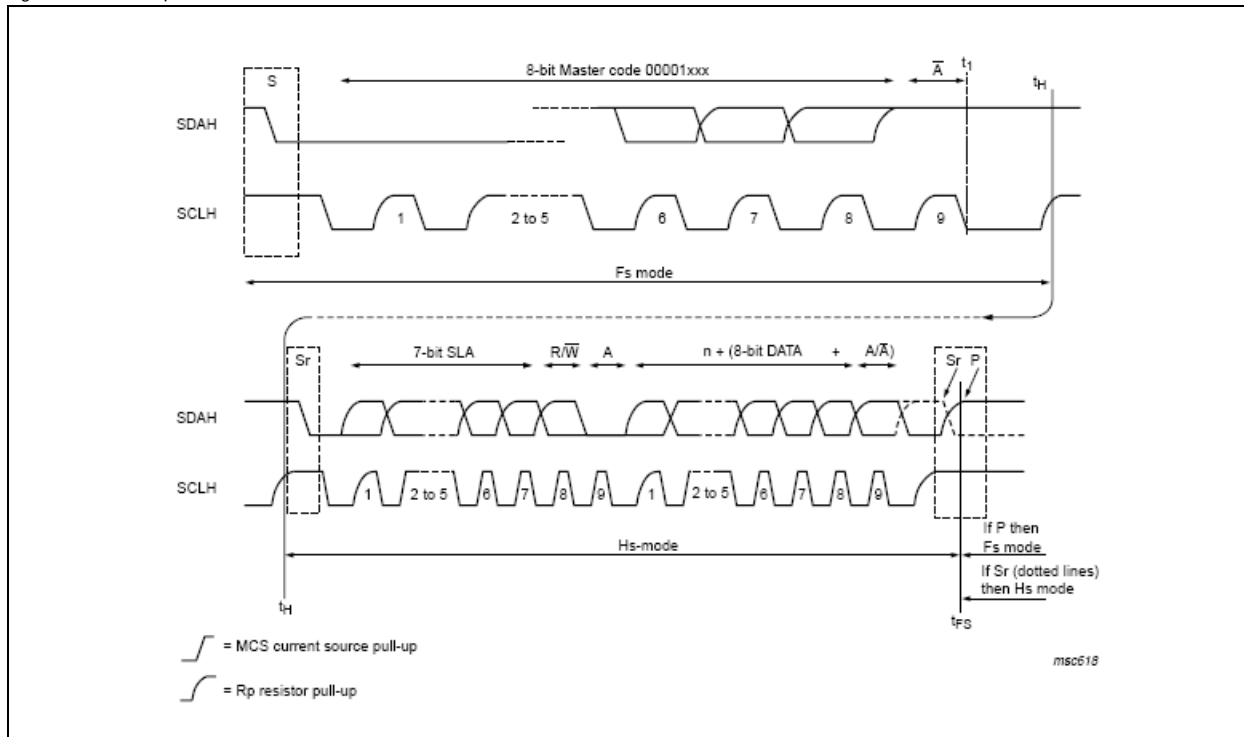 8-bit Master code 00001xxx
A̅
t1
S
tH
SDAH
SCLH
1
2 to 5
6
7
8
9
Fs mode
7-bit SLA
R/W̅
A
n + (8-bit DATA + A/A̅)
Sr
Sr P
SDAH
SCLH
1
2 to 5
6
7
8
9
1
2 to 5
6
7
8
9
If P then
Fs mode
Hs-mode
If Sr (dotted lines)
then Hs mode
tH
tFS
= MCS current source pull-up
msc618
= Rp resistor pull-up